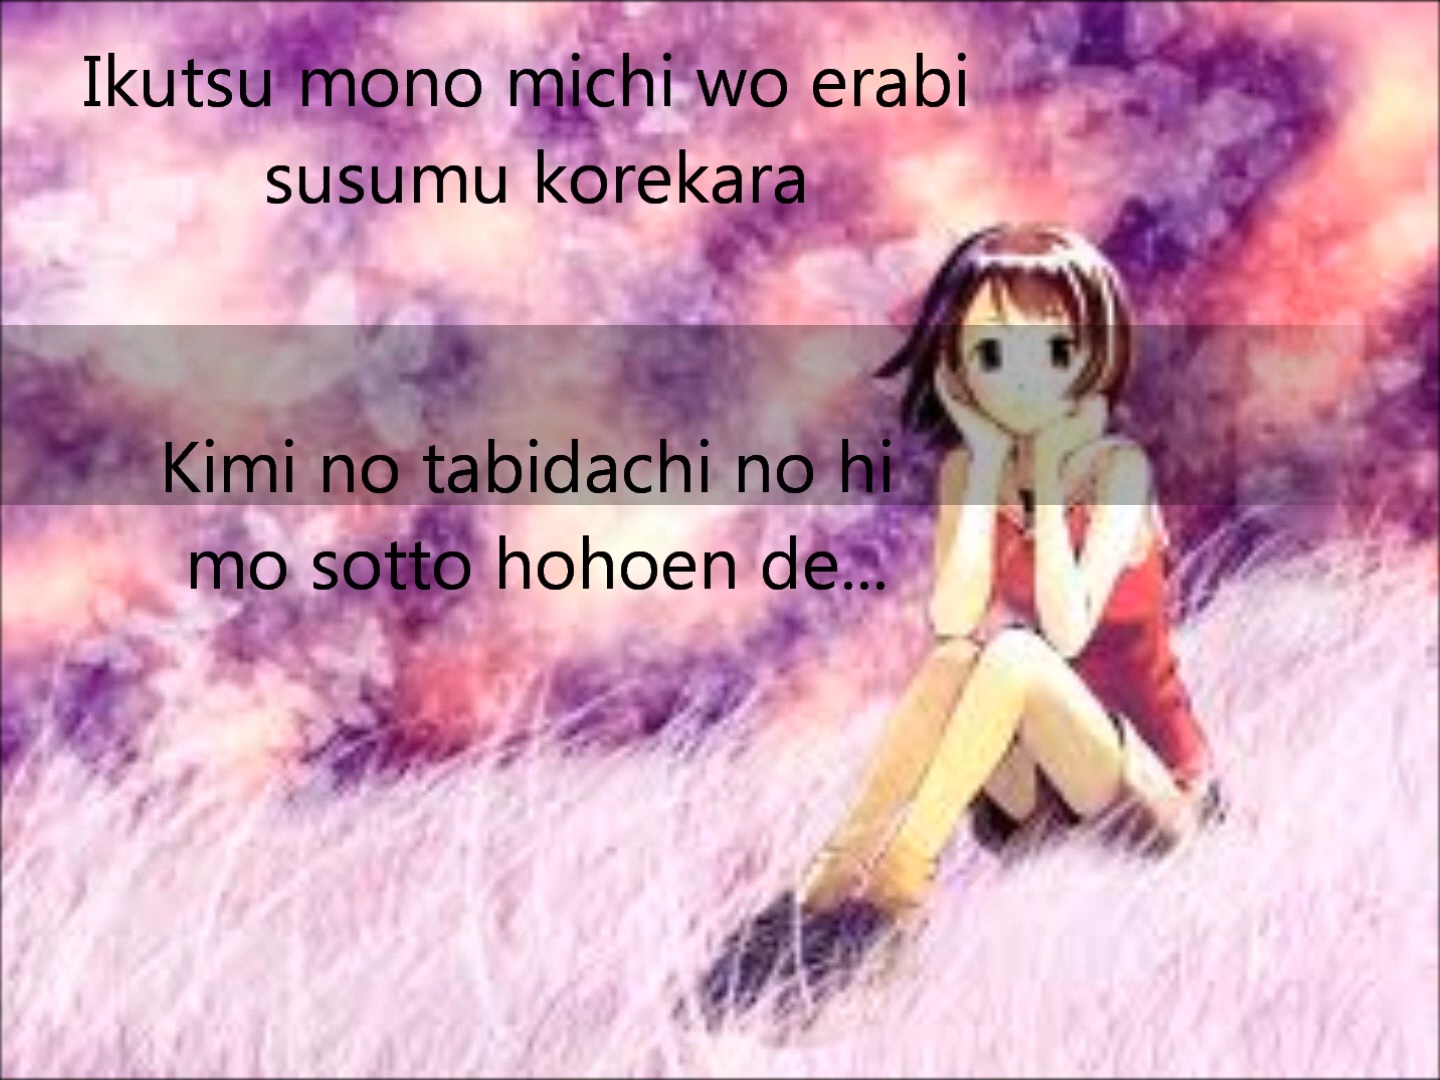 Ikutsu mono michi wo erabi
susumu korekara
Kimi no tabidachi no hi
mo sotto hohoen de...